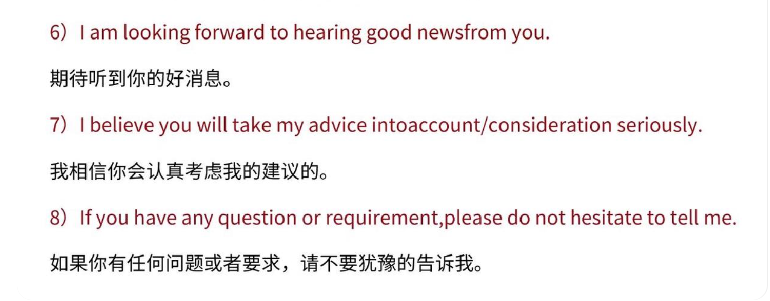 6）I am looking forward to hearing good newsfrom you.
期待听到你的好消息。
7）I believe you will take my advice intoaccount/consideration seriously.
我相信你会认真考虑我的建议的。
8）If you have any question or requirement,please do not hesitate to tell me.
如果你有任何问题或者要求，请不要犹豫的告诉我。